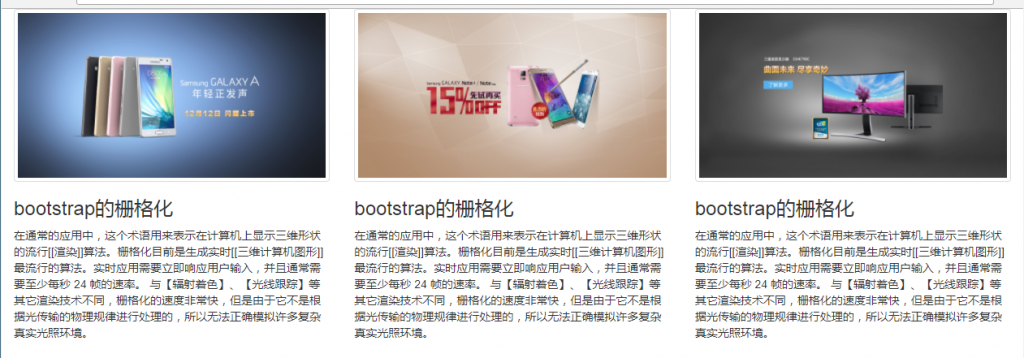 Samsung GALAXY A
年轻正发声
12月12日 闪耀上市
Samsung GALAXY Note4 / Note
15%OFF
先试再买
曲面未来 尽享奇妙
了解更多
bootstrap的栅格化
在通常的应用中，这个术语用来表示在计算机上显示三维形状
的流行[[渲染]]算法。栅格化目前是生成实时[[三维计算机图形]]
最流行的算法。实时应用需要立即响应用户输入，并且通常需
要至少每秒 24 帧的速率。 与【辐射着色】、【光线跟踪】等
其它渲染技术不同，栅格化的速度非常快，但是由于它不是根
据光传输的物理规律进行处理的，所以无法正确模拟许多复杂
真实光照环境。
bootstrap的栅格化
在通常的应用中，这个术语用来表示在计算机上显示三维形状
的流行[[渲染]]算法。栅格化目前是生成实时[[三维计算机图形]]
最流行的算法。实时应用需要立即响应用户输入，并且通常需
要至少每秒 24 帧的速率。 与【辐射着色】、【光线跟踪】等
其它渲染技术不同，栅格化的速度非常快，但是由于它不是根
据光传输的物理规律进行处理的，所以无法正确模拟许多复杂
真实光照环境。
bootstrap的栅格化
在通常的应用中，这个术语用来表示在计算机上显示三维形状
的流行[[渲染]]算法。栅格化目前是生成实时[[三维计算机图形]]
最流行的算法。实时应用需要立即响应用户输入，并且通常需
要至少每秒 24 帧的速率。 与【辐射着色】、【光线跟踪】等
其它渲染技术不同，栅格化的速度非常快，但是由于它不是根
据光传输的物理规律进行处理的，所以无法正确模拟许多复杂
真实光照环境。